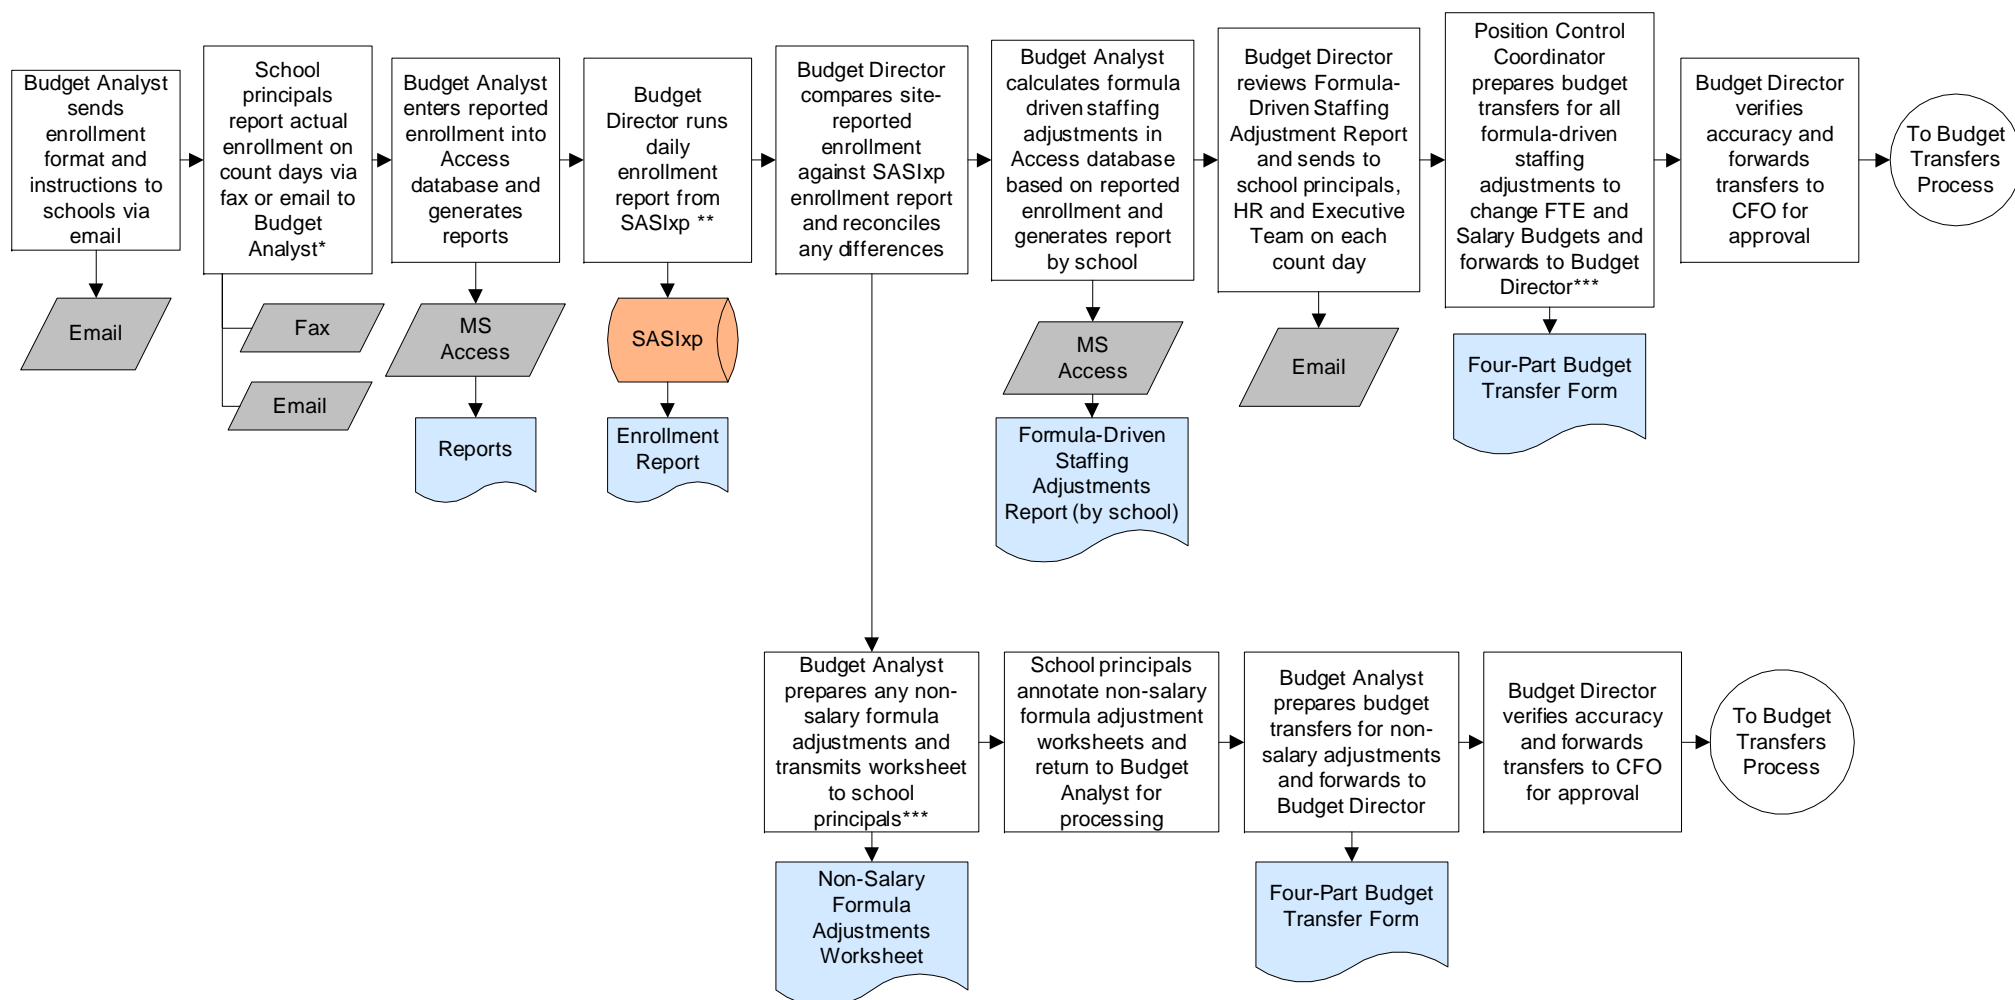 Budget Analyst
sends
enrollment
format and
instructions to
schools via
email
School
principals
report actual
enrollment on
count days via
fax or email to
Budget
Analyst*
Budget Analyst
enters reported
enrollment into
Access
database and
generates
reports
Budget
Director runs
daily
enrollment
report from
SASIxp **
Budget Director
compares site-
reported
enrollment
against SASIxp
enrollment report
and reconciles
any differences
Budget Analyst
calculates formula
driven staffing
adjustments in
Access database
based on reported
enrollment and
generates report
by school
Budget Director
reviews Formula-
Driven Staffing
Adjustment Report
and sends to
school principals,
HR and Executive
Team on each
count day
Position Control
Coordinator
prepares budget
transfers for all
formula-driven
staffing
adjustments to
change FTE and
Salary Budgets and
forwards to Budget
Director***
Budget Director
verifies
accuracy and
forwards
transfers to
CFO for
approval
To Budget
Transfers
Process
Email
Fax
Email
MS
Access
Reports
SASIxp
Enrollment
Report
MS
Access
Formula-Driven
Staffing
Adjustments
Report (by school)
Email
Four-Part Budget
Transfer Form
Budget Analyst
prepares any non-
salary formula
adjustments and
transmits worksheet
to school
principals***
School principals
annotate non-salary
formula adjustment
worksheets and
return to Budget
Analyst for
processing
Budget Analyst
prepares budget
transfers for non-
salary adjustments
and forwards to
Budget Director
Budget Director
verifies accuracy
and forwards
transfers to CFO
for approval
To Budget
Transfers
Process
Non-Salary
Formula
Adjustments
Worksheet
Four-Part Budget
Transfer Form